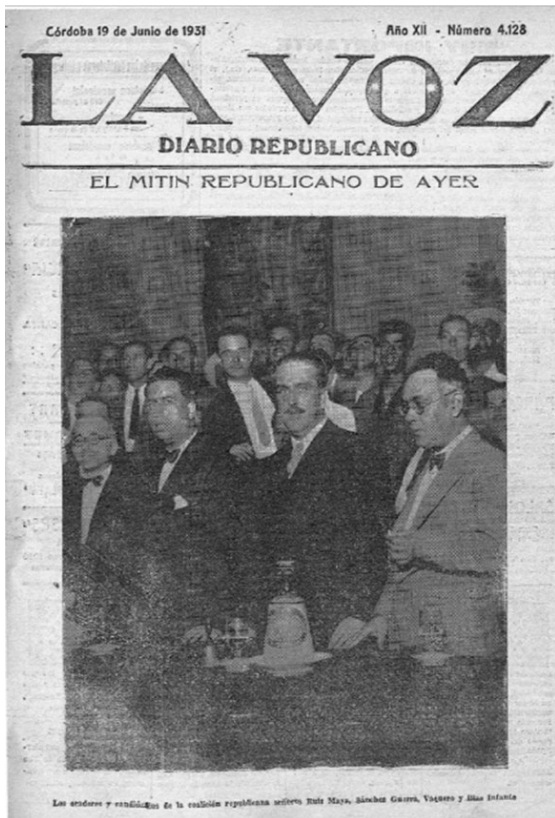 Córdoba 19 de Junio de 1931
Año XII - Número 4.128
LA VOZ
DIARIO REPUBLICANO
EL MITIN REPUBLICANO DE AYER
Los oradores y candidatos de la coalición republicana señores Ruiz Maya, Sánchez Guerra, Vaquero y Blas Infante